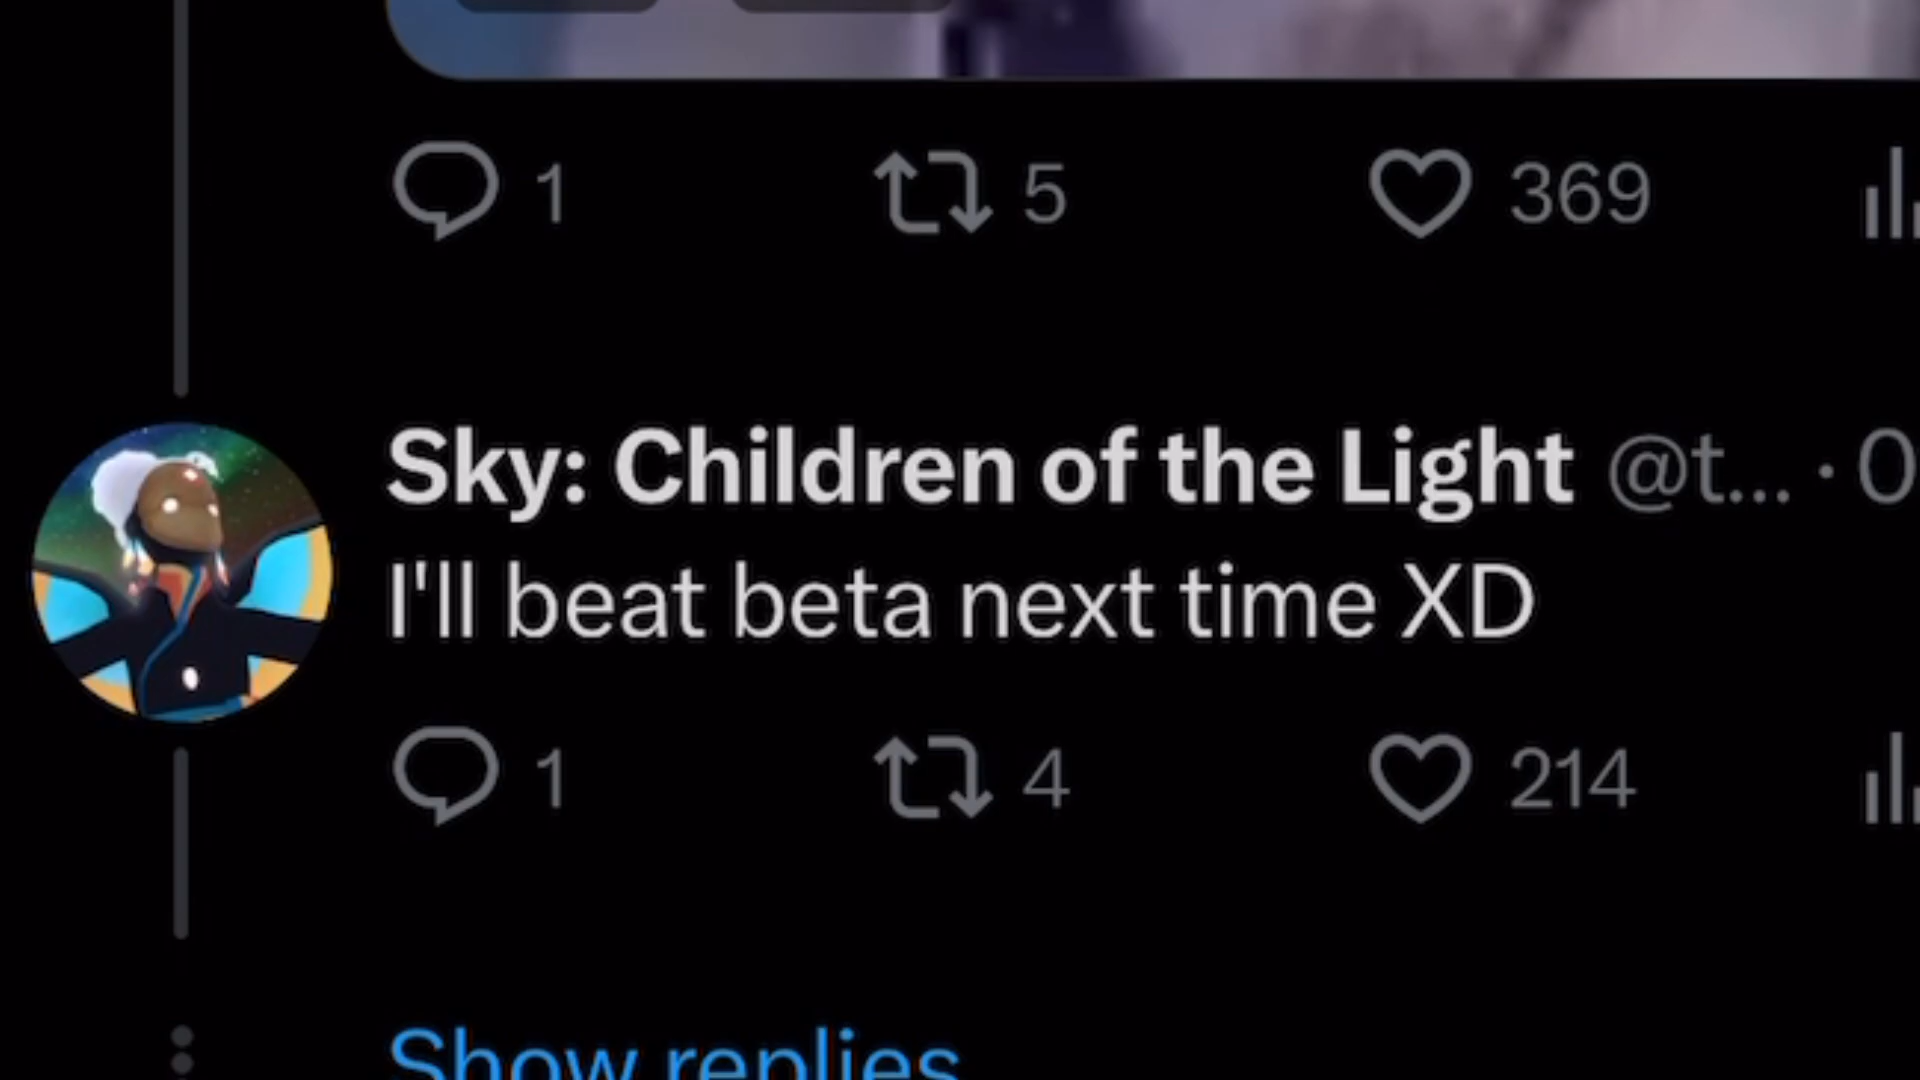 1 5 369
Sky: Children of the Light @t... · 0
I'll beat beta next time XD
1 4 214
Show replies